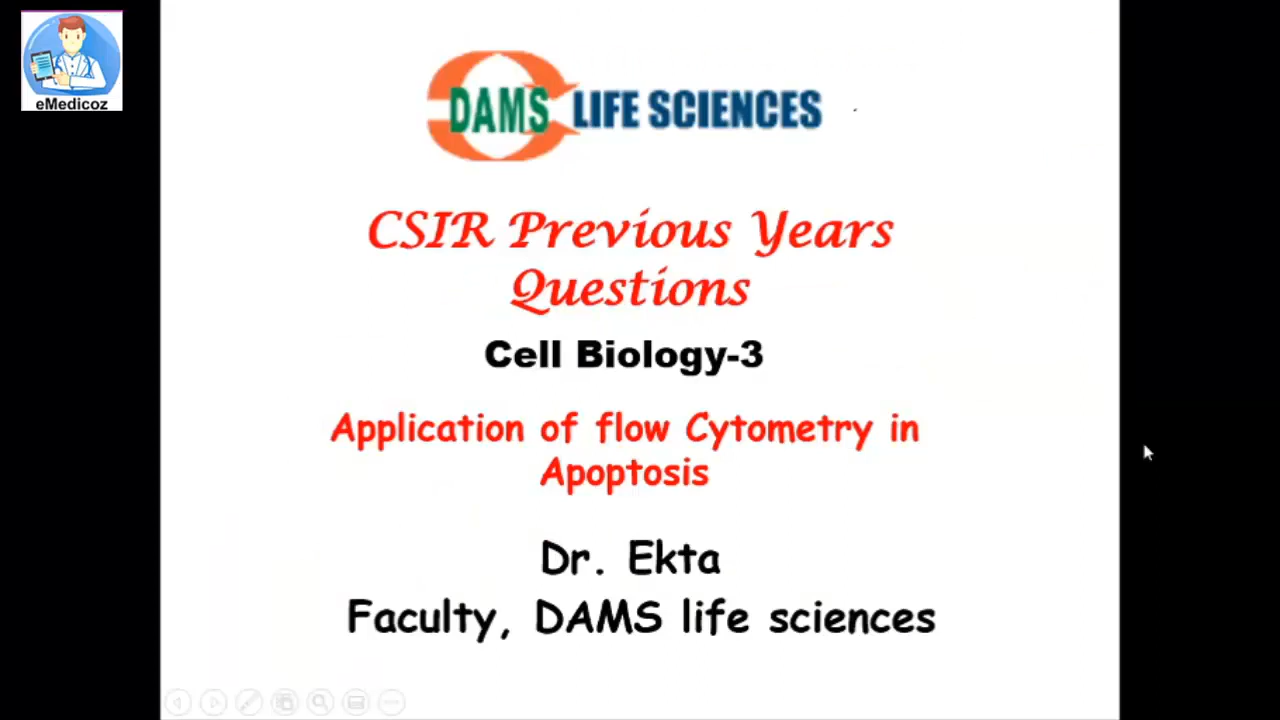 eMedicoz
DAMS LIFE SCIENCES
CSIR Previous Years
Questions
Cell Biology-3
Application of flow Cytometry in
Apoptosis
Dr. Ekta
Faculty, DAMS life sciences